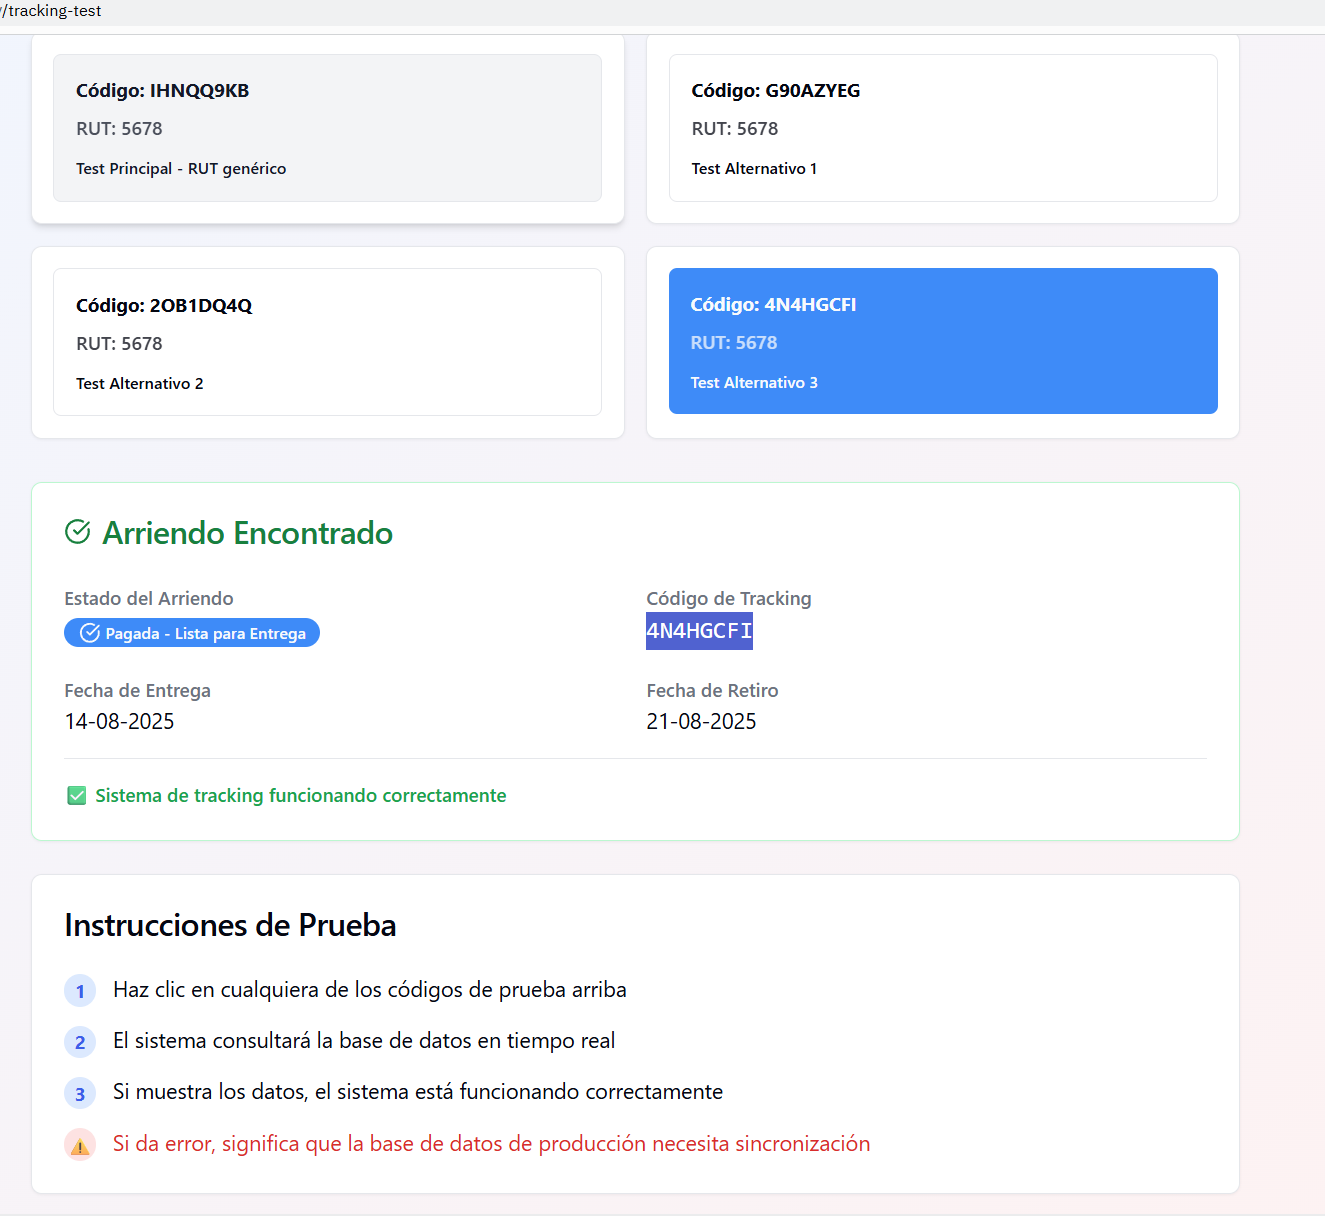 /tracking-test
Código: IHNQQ9KB
RUT: 5678
Test Principal - RUT genérico
Código: G90AZYEG
RUT: 5678
Test Alternativo 1
Código: 2OB1DQ4Q
RUT: 5678
Test Alternativo 2
Código: 4N4HGCFI
RUT: 5678
Test Alternativo 3
Arriendo Encontrado
Estado del Arriendo
Pagada - Lista para Entrega
Código de Tracking
4N4HGCFI
Fecha de Entrega
14-08-2025
Fecha de Retiro
21-08-2025
Sistema de tracking funcionando correctamente
Instrucciones de Prueba
1 Haz clic en cualquiera de los códigos de prueba arriba
2 El sistema consultará la base de datos en tiempo real
3 Si muestra los datos, el sistema está funcionando correctamente
Si da error, significa que la base de datos de producción necesita sincronización